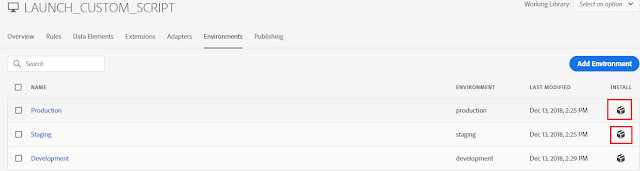 LAUNCH_CUSTOM_SCRIPT
Working Library: Select an option
Overview Rules Data Elements Extensions Adapters Environments Publishing
Search
Add Environment
NAME ENVIRONMENT LAST MODIFIED INSTALL
Production production Dec 13, 2018, 2:25 PM
Staging staging Dec 13, 2018, 2:25 PM
Development development Dec 13, 2018, 2:29 PM